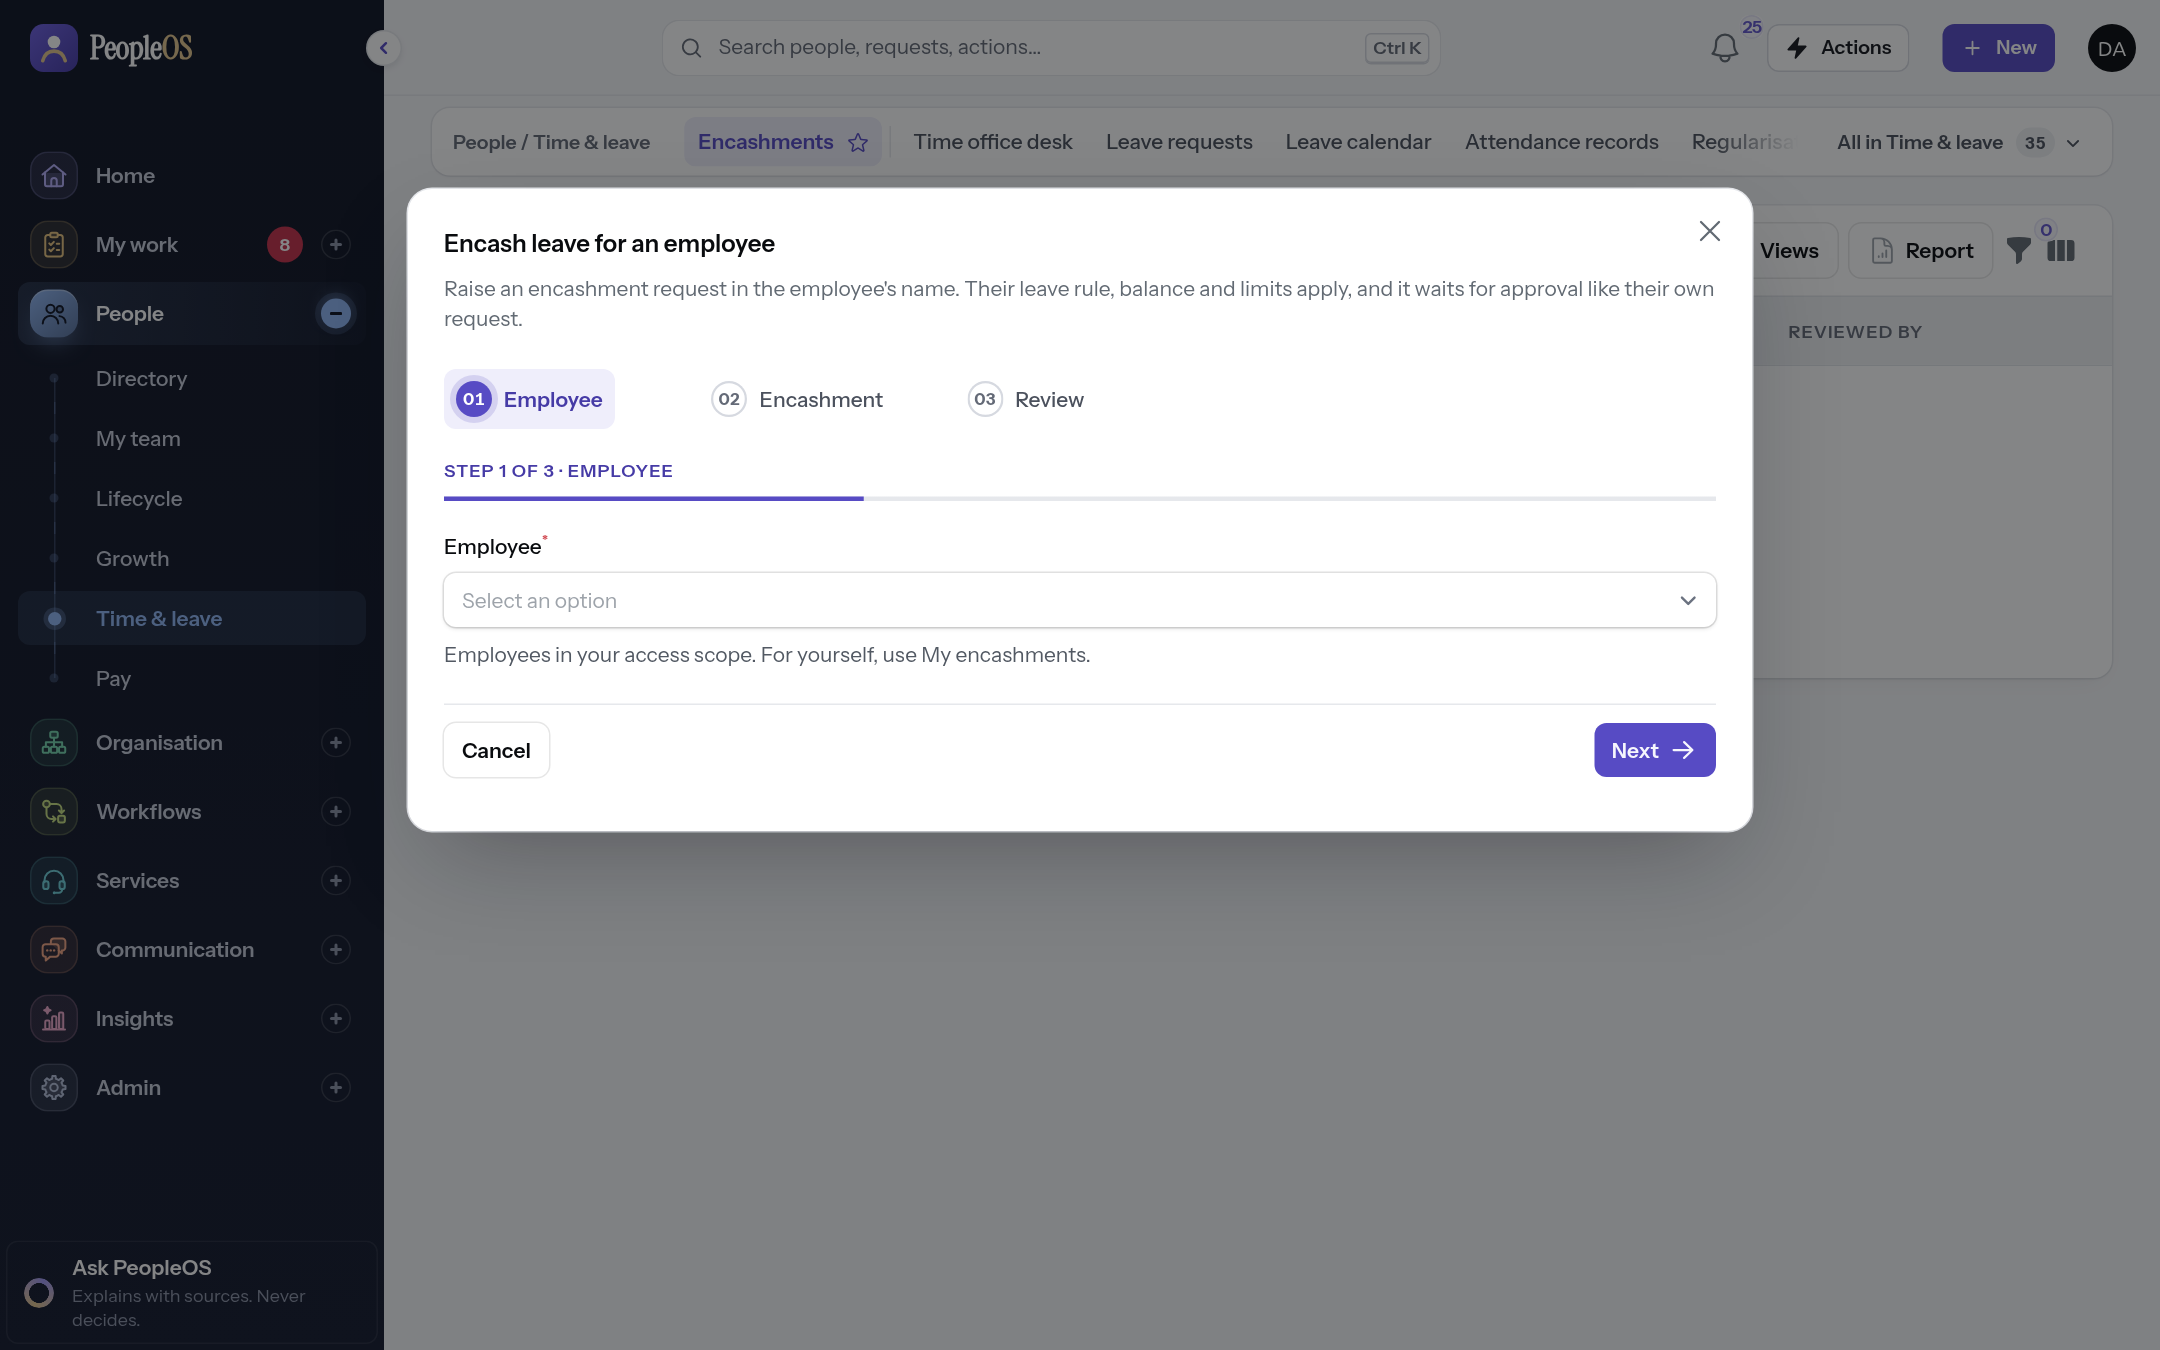 PeopleOS
Search people, requests, actions...
Ctrl K
25
Actions
New
DA
Home
My work
8
People
Directory
My team
Lifecycle
Growth
Time & leave
Pay
Organisation
Workflows
Services
Communication
Insights
Admin
Ask PeopleOS
Explains with sources. Never
decides.
People / Time & leave
Encashments
Time office desk
Leave requests
Leave calendar
Attendance records
Regularisa
All in Time & leave
35
Views
Report
0
REVIEWED BY
Encash leave for an employee
Raise an encashment request in the employee's name. Their leave rule, balance and limits apply, and it waits for approval like their own
request.
01 Employee
02 Encashment
03 Review
STEP 1 OF 3 · EMPLOYEE
Employee*
Select an option
Employees in your access scope. For yourself, use My encashments.
Cancel
Next